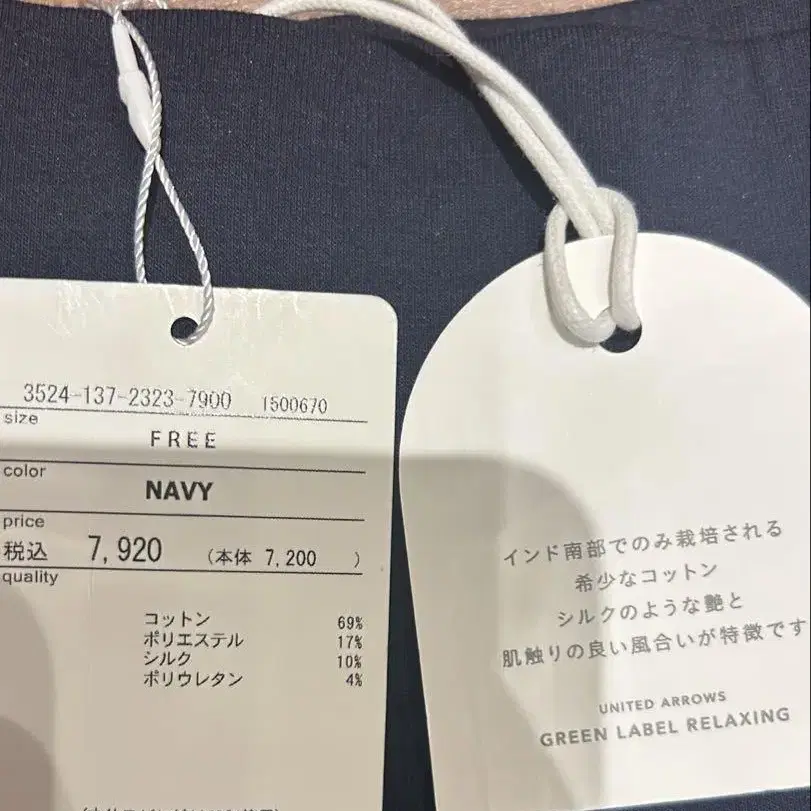 3524-137-2323-7900 1500670
size
FREE
color
NAVY
price
税込 7,920 (本体 7,200 )
quality
コットン 69%
ポリエステル 17%
シルク 10%
ポリウレタン 4%
インド南部でのみ栽培される
希少なコットン
シルクのような艶と
肌触りの良い風合いが特徴です
UNITED ARROWS
GREEN LABEL RELAXING